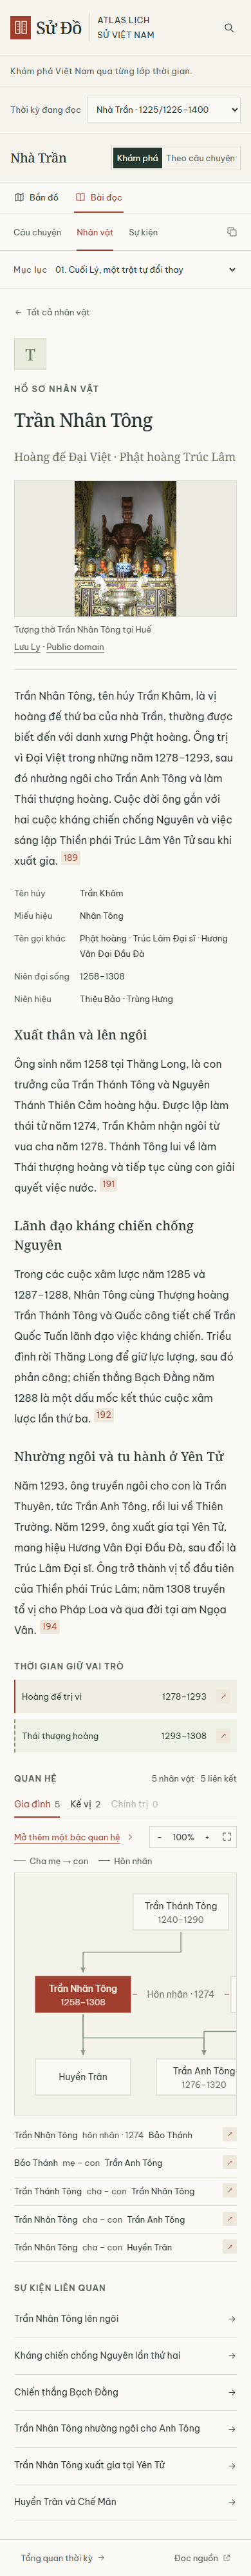 Sử Đồ
ATLAS LỊCH
SỬ VIỆT NAM
Khám phá Việt Nam qua từng lớp thời gian.
Thời kỳ đang đọc
Nhà Trần · 1225/1226–1400
Nhà Trần
Khám phá
Theo câu chuyện
Bản đồ
Bài đọc
Câu chuyện
Nhân vật
Sự kiện
Mục lục
01. Cuối Lý, một trật tự đổi thay
← Tất cả nhân vật
T
HỒ SƠ NHÂN VẬT
Trần Nhân Tông
Hoàng đế Đại Việt · Phật hoàng Trúc Lâm
Tượng thờ Trần Nhân Tông tại Huế
Lưu Ly · Public domain
Trần Nhân Tông, tên húy Trần Khâm, là vị
hoàng đế thứ ba của nhà Trần, thường được
biết đến với danh xưng Phật hoàng. Ông trị
vì Đại Việt trong những năm 1278–1293, sau
đó nhường ngôi cho Trần Anh Tông và làm
Thái thượng hoàng. Cuộc đời ông gắn với
hai cuộc kháng chiến chống Nguyên và việc
sáng lập Thiền phái Trúc Lâm Yên Tử sau khi
xuất gia. 189
Tên húy
Trần Khâm
Miếu hiệu
Nhân Tông
Tên gọi khác
Phật hoàng · Trúc Lâm Đại sĩ · Hương
Vân Đại Đầu Đà
Niên đại sống
1258–1308
Niên hiệu
Thiệu Bảo · Trùng Hưng
Xuất thân và lên ngôi
Ông sinh năm 1258 tại Thăng Long, là con
trưởng của Trần Thánh Tông và Nguyên
Thánh Thiên Cảm hoàng hậu. Được lập làm
thái tử năm 1274, Trần Khâm nhận ngôi từ
vua cha năm 1278. Thánh Tông lui về làm
Thái thượng hoàng và tiếp tục cùng con giải
quyết việc nước. 191
Lãnh đạo kháng chiến chống
Nguyên
Trong các cuộc xâm lược năm 1285 và
1287–1288, Nhân Tông cùng Thượng hoàng
Trần Thánh Tông và Quốc công tiết chế Trần
Quốc Tuấn lãnh đạo việc kháng chiến. Triều
đình rời Thăng Long để giữ lực lượng, sau đó
phản công; chiến thắng Bạch Đằng năm
1288 là một dấu mốc kết thúc cuộc xâm
lược lần thứ ba. 192
Nhường ngôi và tu hành ở Yên Tử
Năm 1293, ông truyền ngôi cho con là Trần
Thuyên, tức Trần Anh Tông, rồi lui về Thiên
Trường. Năm 1299, ông xuất gia tại Yên Tử,
mang hiệu Hương Vân Đại Đầu Đà, sau đổi là
Trúc Lâm Đại sĩ. Ông trở thành vị tổ đầu tiên
của Thiền phái Trúc Lâm; năm 1308 truyền
tổ vị cho Pháp Loa và qua đời tại am Ngọa
Vân. 194
THỜI GIAN GIỮ VAI TRÒ
Hoàng đế trị vì
1278–1293 ↗
Thái thượng hoàng
1293–1308 ↗
QUAN HỆ
5 nhân vật · 5 liên kết
Gia đình 5
Kế vị 2
Chính trị 0
Mở thêm một bậc quan hệ
− 100% +
Cha mẹ → con
Hôn nhân
Trần Thánh Tông
1240–1290
Trần Nhân Tông
1258–1308
Hôn nhân · 1274
Huyền Trân
Trần Anh Tông
1276–1320
Trần Nhân Tông hôn nhân · 1274 Bảo Thánh ↗
Bảo Thánh mẹ – con Trần Anh Tông ↗
Trần Thánh Tông cha – con Trần Nhân Tông ↗
Trần Nhân Tông cha – con Trần Anh Tông ↗
Trần Nhân Tông cha – con Huyền Trân ↗
SỰ KIỆN LIÊN QUAN
Trần Nhân Tông lên ngôi →
Kháng chiến chống Nguyên lần thứ hai →
Chiến thắng Bạch Đằng →
Trần Nhân Tông nhường ngôi cho Anh Tông →
Trần Nhân Tông xuất gia tại Yên Tử →
Huyền Trân và Chế Mân →
Tổng quan thời kỳ →
Đọc nguồn